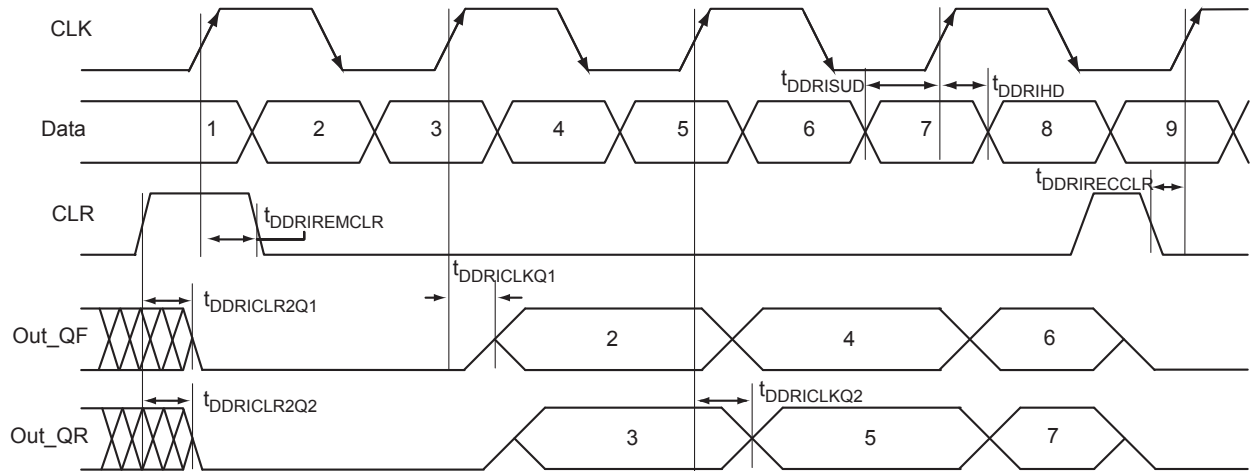 CLK
tDDRISUD
tDDRIHD
Data
1 2 3 4 5 6 7 8 9
tDDRIRECCLR
CLR
tDDRIREMCLR
tDDRICLKQ1
tDDRICLR2Q1
Out_QF
2 4 6
tDDRICLR2Q2
tDDRICLKQ2
Out_QR
3 5 7